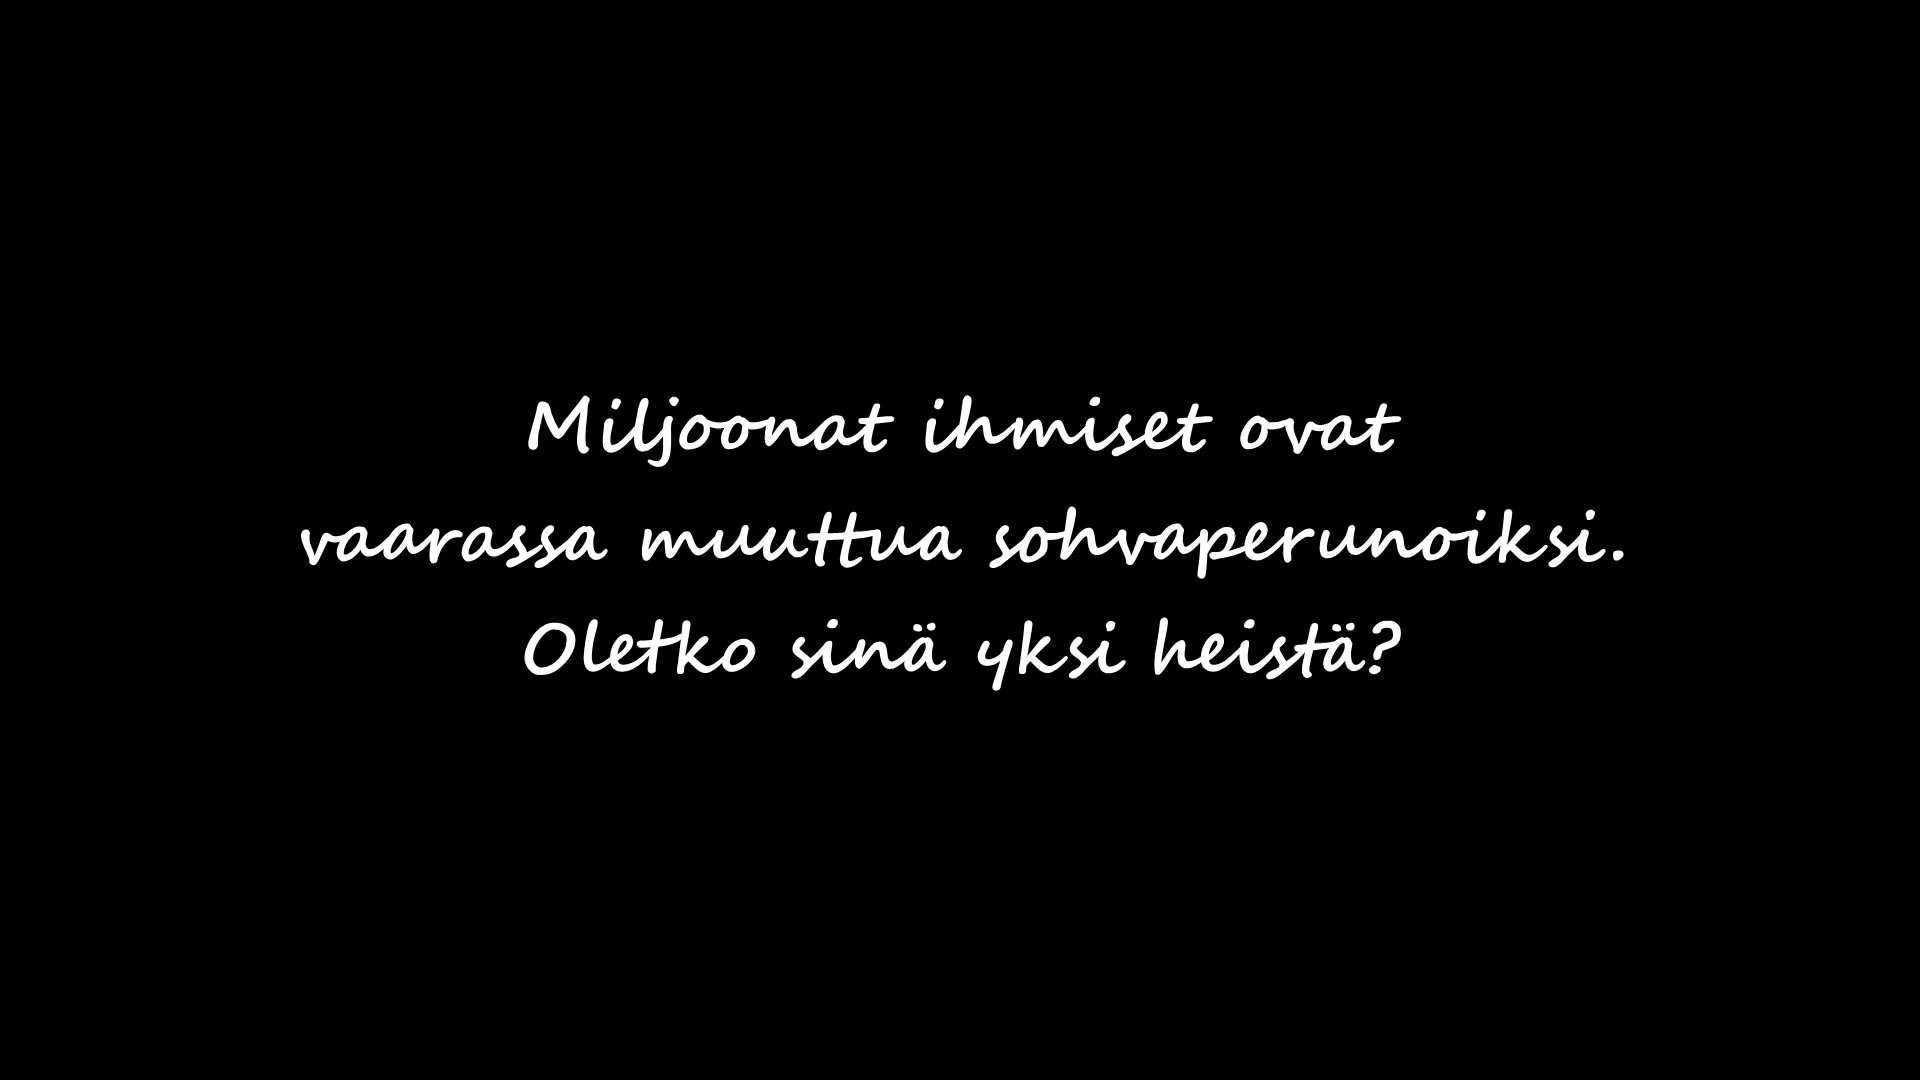 Miljoonat ihmiset ovat
vaarassa muuttua sohvaperunoiksi.
Oletko sinä yksi heistä?